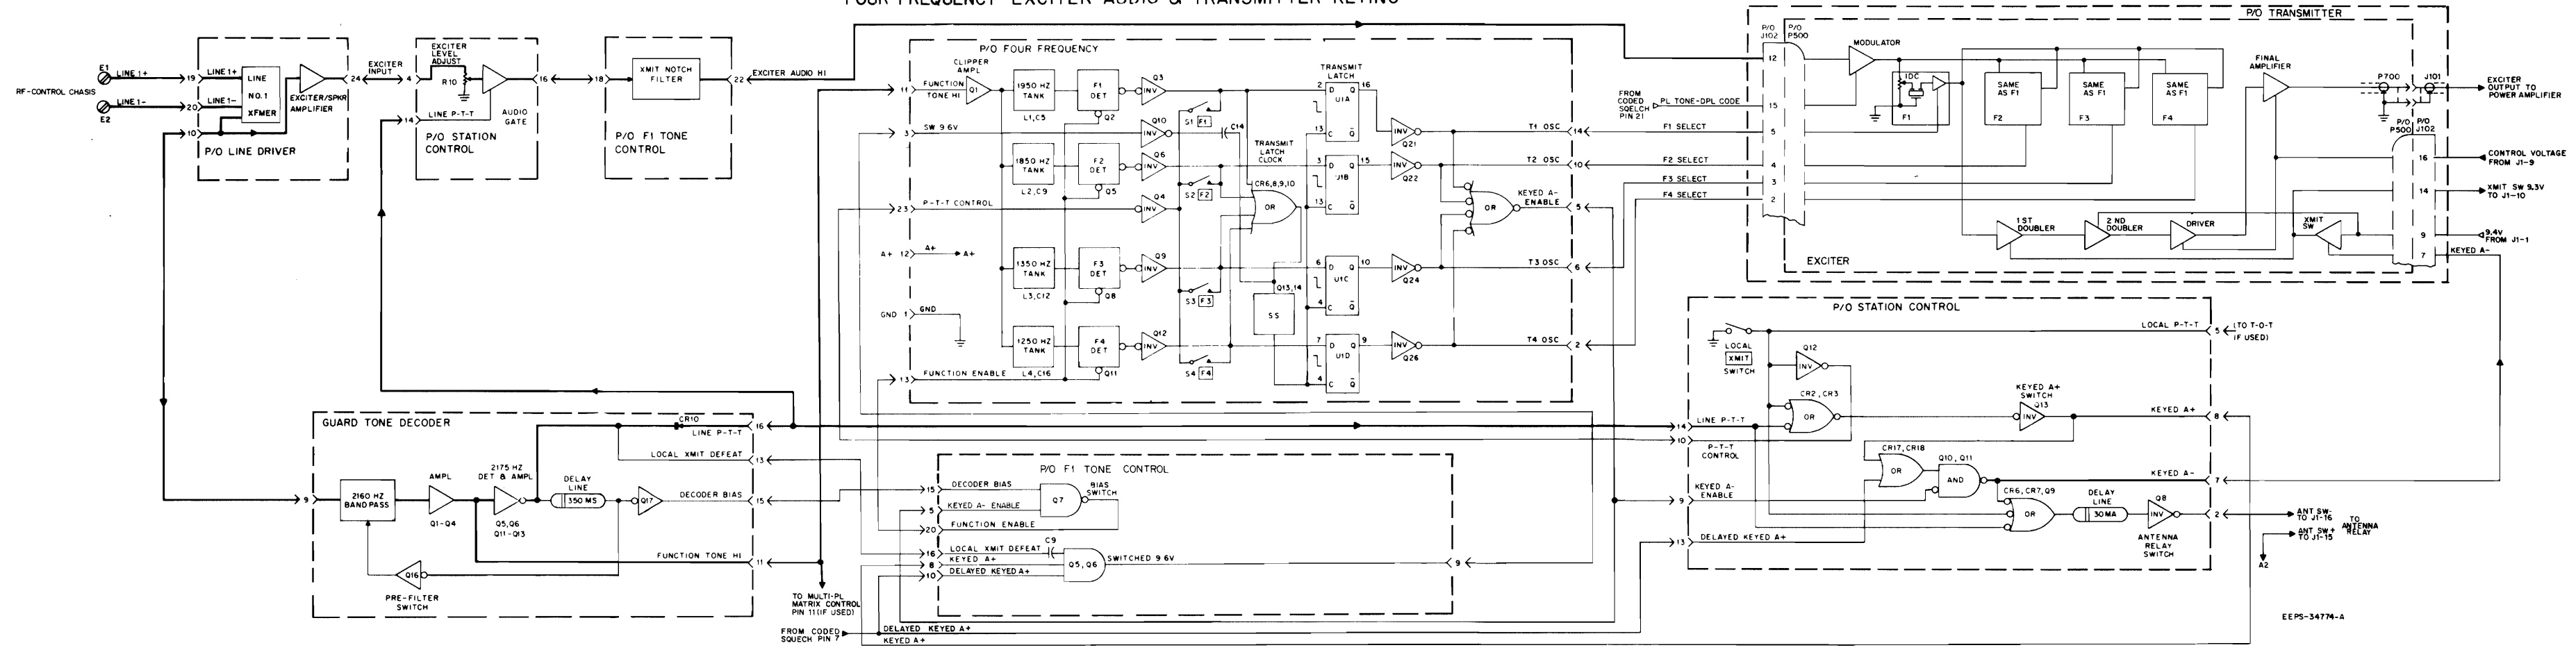 FOUR-FREQUENCY EXCITER AUDIO & TRANSMITTER KEYING
RF-CONTROL CHASIS
E1
LINE 1+
E2
LINE 1-
19
LINE 1+
20
LINE 1-
10
LINE
NO.1
XFMER
EXCITER/SPKR
AMPLIFIER
24
P/O LINE DRIVER
EXCITER
INPUT
4
EXCITER
LEVEL
ADJUST
R10
16
14
LINE P-T-T
AUDIO
GATE
P/O STATION
CONTROL
18
XMIT NOTCH
FILTER
22
EXCITER AUDIO HI
P/O F1 TONE
CONTROL
P/O FOUR FREQUENCY
CLIPPER
AMPL
11
FUNCTION
TONE HI
Q1
3
SW 9 6V
23
P-T-T CONTROL
A+ 12
A+
A+
GND 1
GND
13
FUNCTION ENABLE
1950 HZ
TANK
L1,C5
F1
DET
Q2
Q3
INV
1850 HZ
TANK
L2,C9
F2
DET
Q5
Q10
INV
Q6
INV
Q4
INV
1350 HZ
TANK
L3,C12
F3
DET
Q8
Q9
INV
1250 HZ
TANK
L4,C16
F4
DET
Q11
Q12
INV
S1 F1
S2 F2
S3 F3
S4 F4
C14
TRANSMIT
LATCH
CLOCK
CR6,8,9,10
OR
Q13,14
SS
TRANSMIT
LATCH
2 D Q 16
U1A
13 C Q̅
3 D Q 15
U1B
13 C Q̅
6 D Q 10
U1C
4 C Q̅
7 D Q 9
U1D
4 C Q̅
INV
Q21
INV
Q22
INV
Q24
INV
Q26
OR
T1 OSC 14
T2 OSC 10
KEYED A-
ENABLE 5
T3 OSC 6
T4 OSC 2
FROM
CODED
SQELCH
PIN 21
PL TONE-DPL CODE
F1 SELECT
F2 SELECT
F3 SELECT
F4 SELECT
P/O TRANSMITTER
P/O
J102
P/O
P500
12
15
5
4
3
2
MODULATOR
IDC
F1
SAME
AS F1
F2
SAME
AS F1
F3
SAME
AS F1
F4
FINAL
AMPLIFIER
P700
J101
EXCITER
OUTPUT TO
POWER AMPLIFIER
P/O
P500
P/O
J102
16
CONTROL VOLTAGE
FROM J1-9
14
XMIT SW 9.3V
TO J1-10
9
9.4V
FROM J1-1
7
KEYED A-
1 ST
DOUBLER
2 ND
DOUBLER
DRIVER
XMIT
SW
EXCITER
GUARD TONE DECODER
9
2160 HZ
BAND PASS
AMPL
Q1-Q4
2175 HZ
DET & AMPL
Q5,Q6
Q11-Q13
DELAY
LINE
350 MS
Q17
CR10
LINE P-T-T
16
LOCAL XMIT DEFEAT
13
DECODER BIAS
15
FUNCTION TONE HI
11
Q16
PRE-FILTER
SWITCH
TO MULTI-PL
MATRIX CONTROL
PIN 11 (IF USED)
P/O F1 TONE CONTROL
15
DECODER BIAS
5
KEYED A- ENABLE
20
FUNCTION ENABLE
Q7
BIAS
SWITCH
16
LOCAL XMIT DEFEAT
C9
8
KEYED A+
10
DELAYED KEYED A+
Q5,Q6
SWITCHED 9 6V
9
FROM CODED
SQUECH PIN 7
DELAYED KEYED A+
KEYED A+
P/O STATION CONTROL
LOCAL
XMIT
SWITCH
LOCAL P-T-T
5
(TO T-O-T
(IF USED)
Q12
INV
CR2, CR3
OR
14
LINE P-T-T
10
P-T-T
CONTROL
KEYED A+
SWITCH
Q13
INV
KEYED A+
8
CR17,CR18
OR
Q10, Q11
AND
KEYED A-
7
9
KEYED A-
ENABLE
CR6, CR7, Q9
OR
DELAY
LINE
30MA
Q8
INV
2
ANTENNA
RELAY
SWITCH
13
DELAYED KEYED A+
ANT SW-
TO J1-16
ANT SW+
TO J1-15
TO
ANTENNA
RELAY
A2
EEPS-34774-A